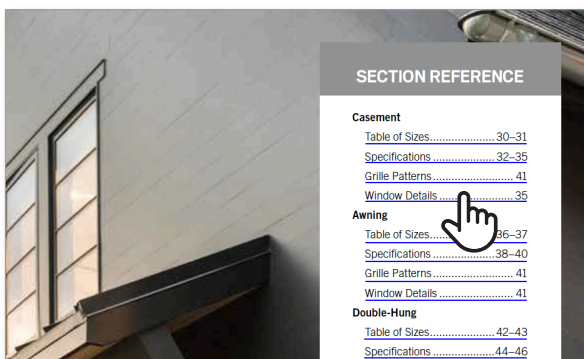 SECTION REFERENCE
Casement
Table of Sizes...................... 30–31
Specifications ..................... 32–35
Grille Patterns ........................... 41
Window Details ......................... 35
Awning
Table of Sizes...................... 36–37
Specifications .....................38–40
Grille Patterns ........................... 41
Window Details ......................... 41
Double-Hung
Table of Sizes...................... 42–43
Specifications .....................44–46